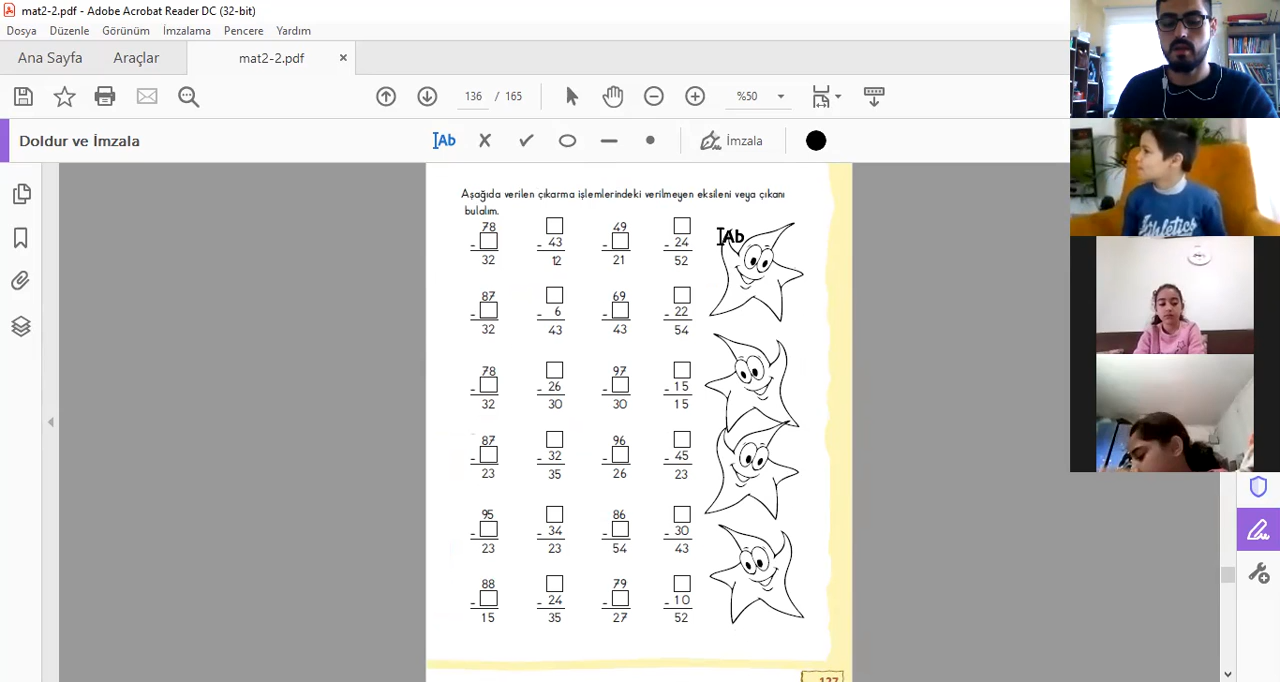 mat2-2.pdf - Adobe Acrobat Reader DC (32-bit)
Dosya Düzenle Görünüm İmzalama Pencere Yardım
Ana Sayfa Araçlar mat2-2.pdf ×
136 / 165 %50
Doldur ve İmzala IAb İmzala
Aşağıda verilen çıkarma işlemlerindeki verilmeyen eksileni veya çıkanı
bulalım.
78 49
- - 43 - - 24
32 12 21 52
87 69
- - 6 - - 22
32 43 43 54
78 97
- - 26 - - 15
32 30 30 15
87 96
- - 32 - - 45
23 35 26 23
95 86
- - 34 - - 30
23 23 54 43
88 79
- - 24 - - 10
15 35 27 52
IAb
Athletics
137